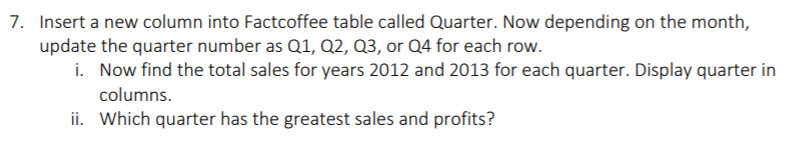 7. Insert a new column into Factcoffee table called Quarter. Now depending on the month,
update the quarter number as Q1, Q2, Q3, or Q4 for each row.
i. Now find the total sales for years 2012 and 2013 for each quarter. Display quarter in
columns.
ii. Which quarter has the greatest sales and profits?